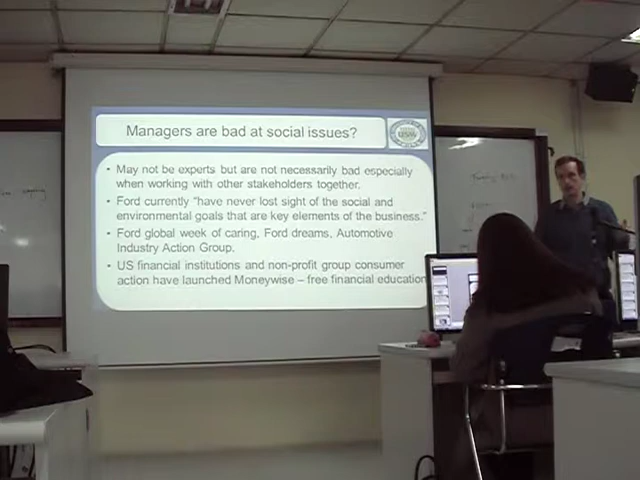 Managers are bad at social issues?
• May not be experts but are not necessarily bad especially
when working with other stakeholders together.
• Ford currently “have never lost sight of the social and
environmental goals that are key elements of the business.”
• Ford global week of caring, Ford dreams, Automotive
Industry Action Group.
• US financial institutions and non-profit group consumer
action have launched Moneywise – free financial education